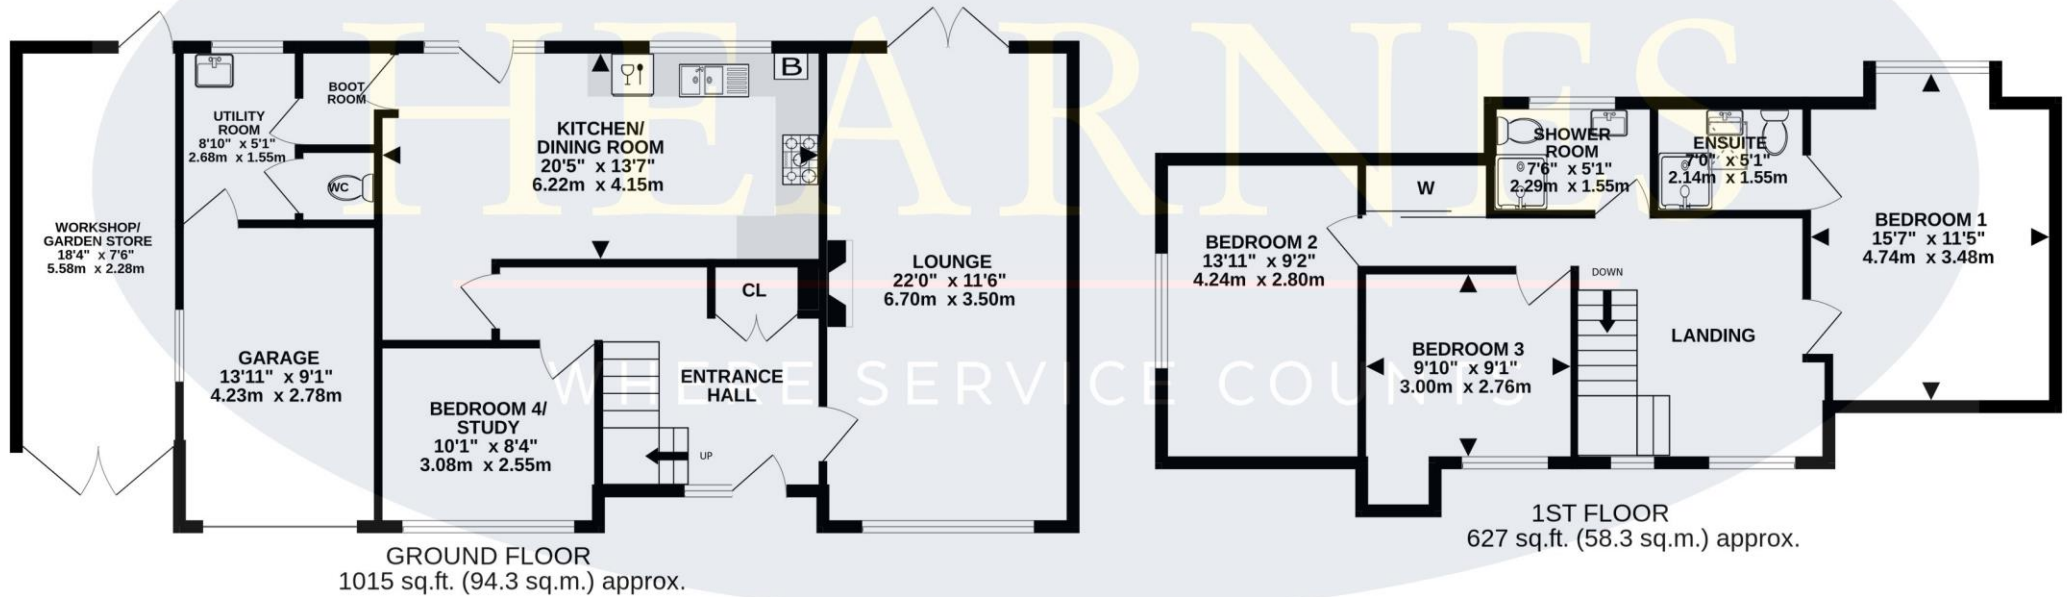 HEARNES
WHERE SERVICE COUNTS
WORKSHOP/
GARDEN STORE
18'4" x 7'6"
5.58m x 2.28m
UTILITY
ROOM
8'10" x 5'1"
2.68m x 1.55m
BOOT
ROOM
WC
KITCHEN/
DINING ROOM
20'5" x 13'7"
6.22m x 4.15m
B
LOUNGE
22'0" x 11'6"
6.70m x 3.50m
CL
GARAGE
13'11" x 9'1"
4.23m x 2.78m
BEDROOM 4/
STUDY
10'1" x 8'4"
3.08m x 2.55m
ENTRANCE
HALL
UP
GROUND FLOOR
1015 sq.ft. (94.3 sq.m.) approx.
SHOWER
ROOM
7'6" x 5'1"
2.29m x 1.55m
ENSUITE
7'0" x 5'1"
2.14m x 1.55m
W
BEDROOM 1
15'7" x 11'5"
4.74m x 3.48m
BEDROOM 2
13'11" x 9'2"
4.24m x 2.80m
DOWN
LANDING
BEDROOM 3
9'10" x 9'1"
3.00m x 2.76m
1ST FLOOR
627 sq.ft. (58.3 sq.m.) approx.